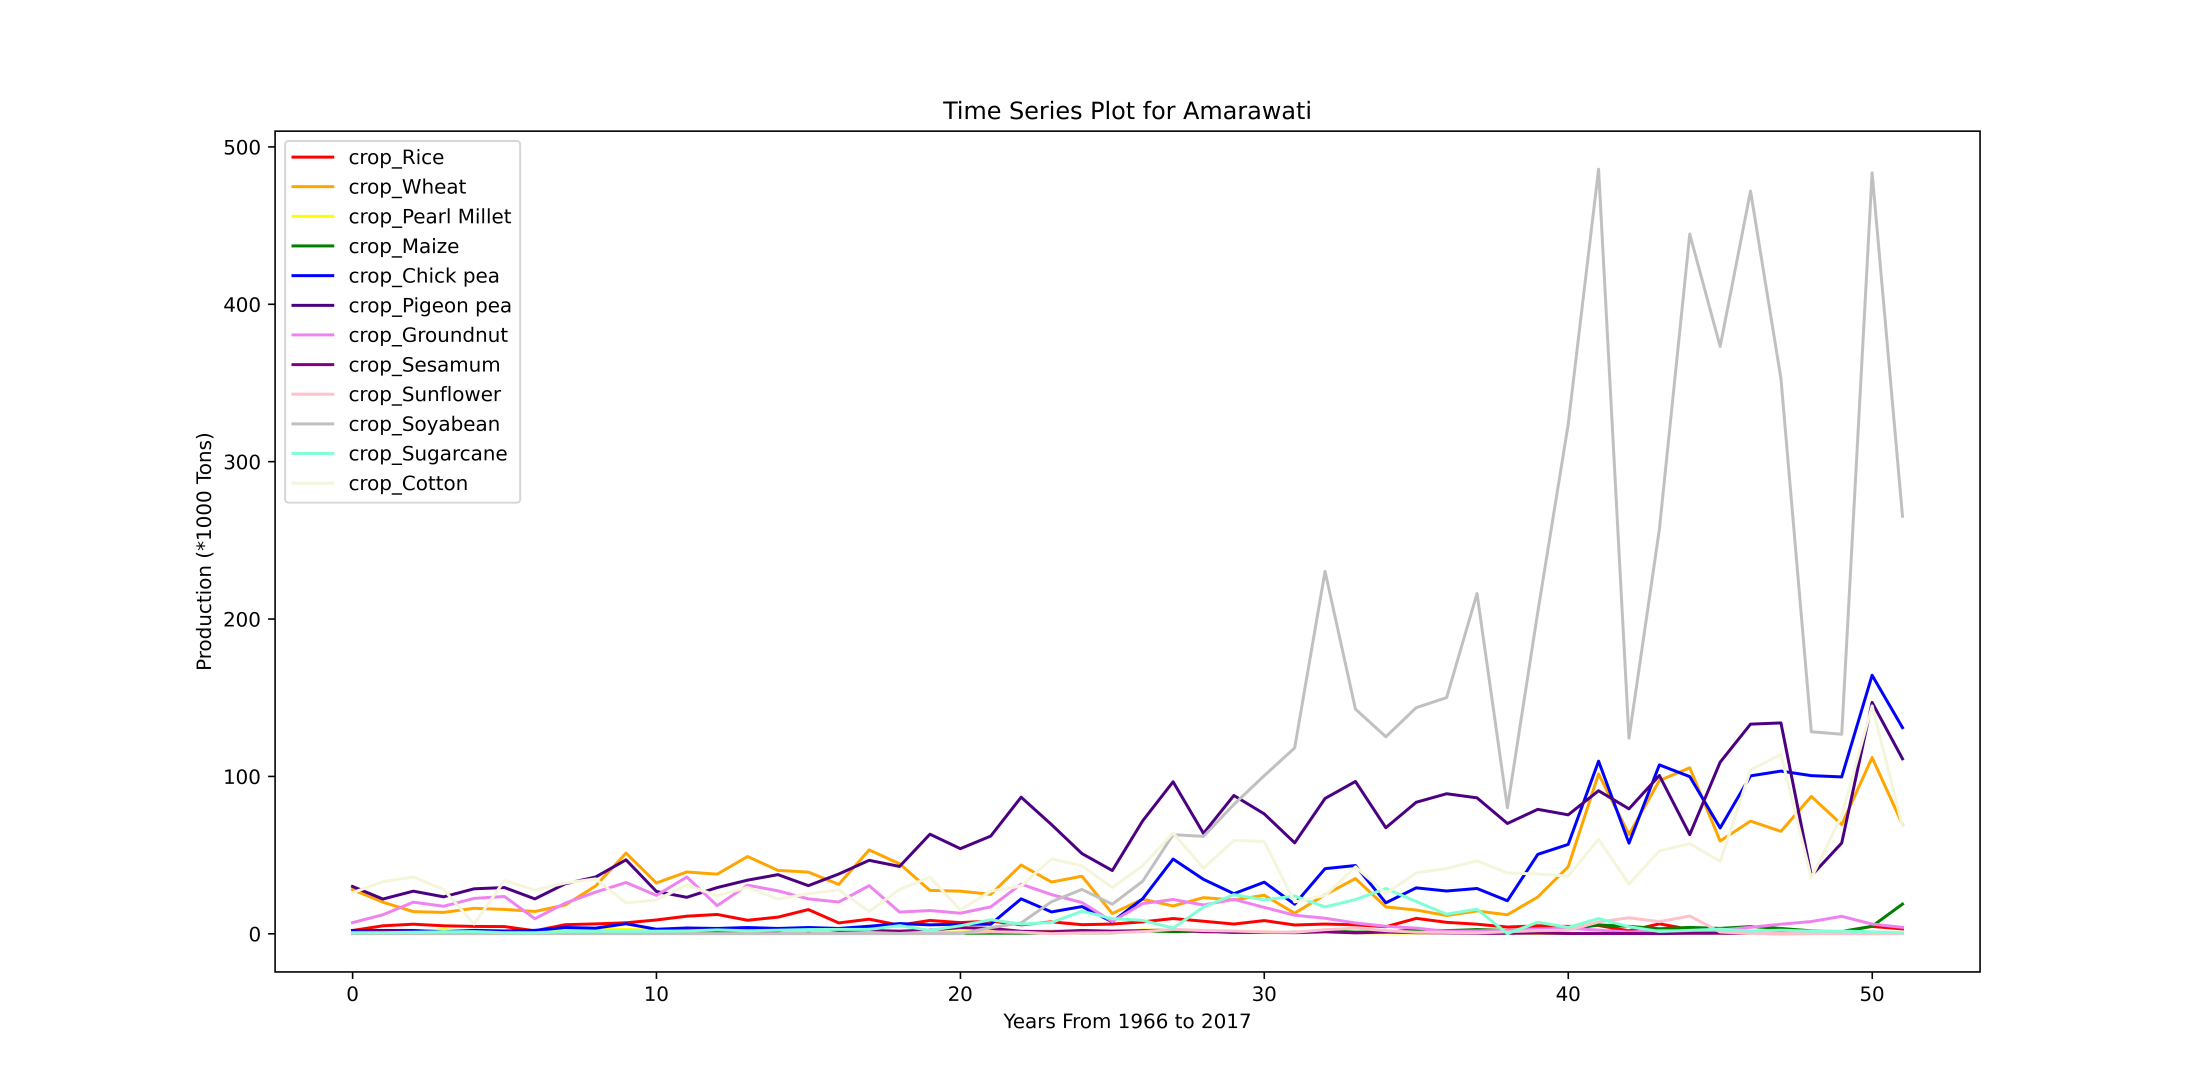 Time Series Plot for Amarawati
500
400
300
200
100
0
Production (*1000 Tons)
crop_Rice
crop_Wheat
crop_Pearl Millet
crop_Maize
crop_Chick pea
crop_Pigeon pea
crop_Groundnut
crop_Sesamum
crop_Sunflower
crop_Soyabean
crop_Sugarcane
crop_Cotton
0 10 20 30 40 50
Years From 1966 to 2017